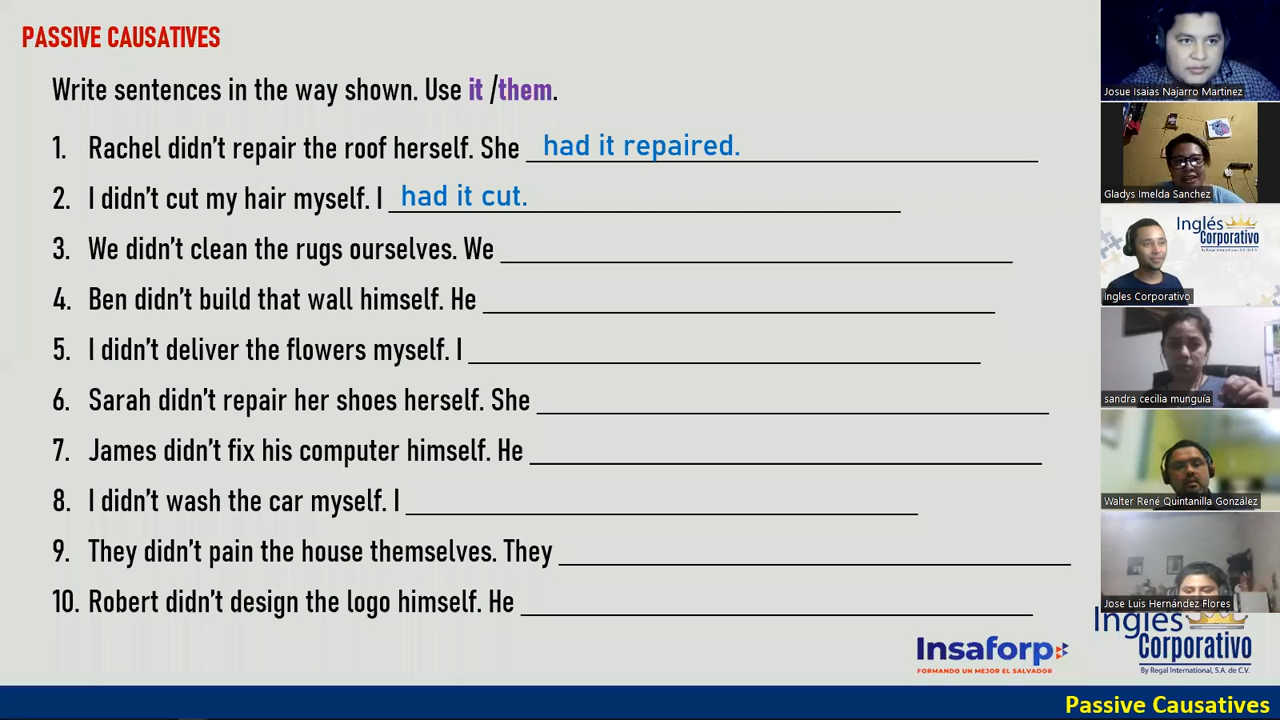 PASSIVE CAUSATIVES
Write sentences in the way shown. Use it /them.
1. Rachel didn't repair the roof herself. She had it repaired.
2. I didn't cut my hair myself. I had it cut.
3. We didn't clean the rugs ourselves. We
4. Ben didn't build that wall himself. He
5. I didn't deliver the flowers myself. I
6. Sarah didn't repair her shoes herself. She
7. James didn't fix his computer himself. He
8. I didn't wash the car myself. I
9. They didn't pain the house themselves. They
10. Robert didn't design the logo himself. He
Insaforp
FORMANDO UN MEJOR EL SALVADOR
Inglés
Corporativo
By Regal International, S.A. de C.V.
Passive Causatives
Josue Isaias Najarro Martinez
Gladys Imelda Sanchez
Inglés
Corporativo
By Regal International, S.A. de C.V.
Ingles Corporativo
sandra cecilia munguía
Walter René Quintanilla González
Jose Luis Hernández Flores